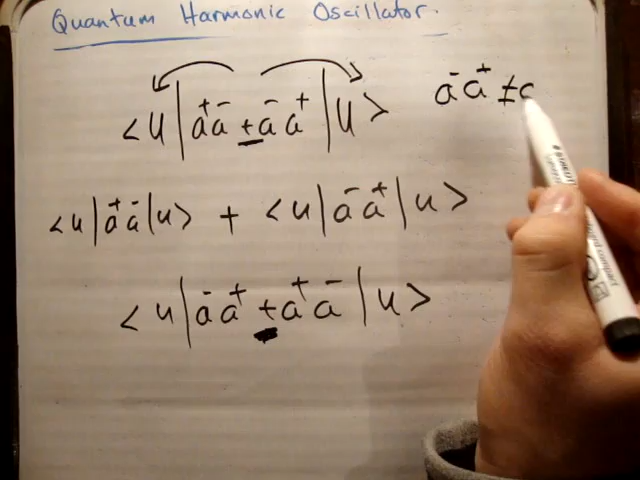 Quantum Harmonic Oscillator.
<u|a⁺a⁻+a⁻a⁺|u> a⁻a⁺≠a
<u|a⁺a⁻|u> + <u|a⁻a⁺|u>
<u|a⁻a⁺+a⁺a⁻|u>